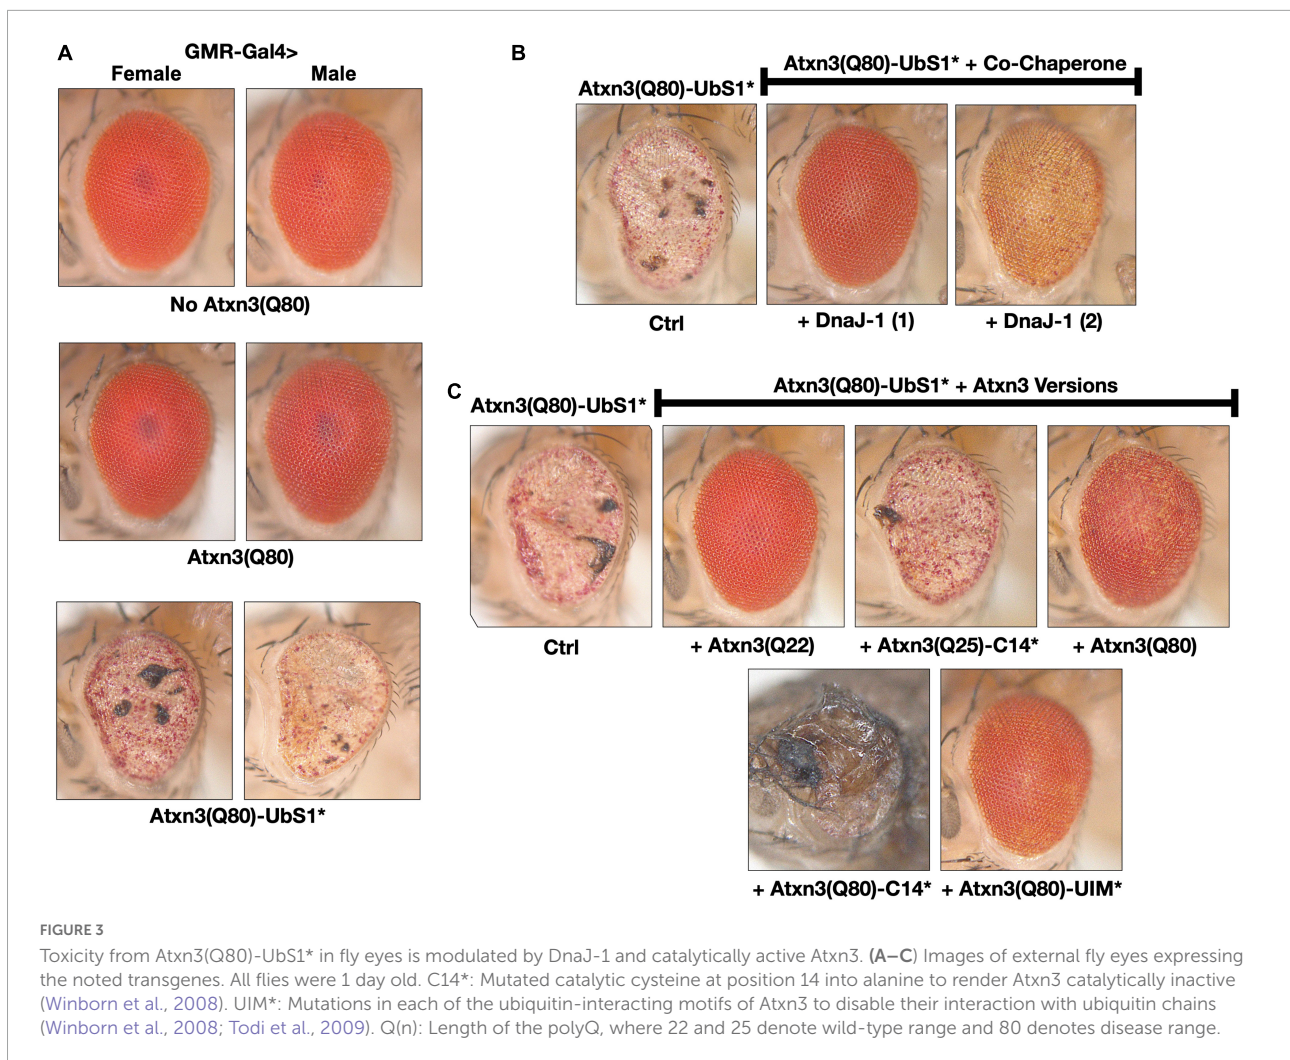 A
GMR-Gal4>
Female Male
No Atxn3(Q80)
Atxn3(Q80)
Atxn3(Q80)-UbS1*
B
Atxn3(Q80)-UbS1* + Co-Chaperone
Atxn3(Q80)-UbS1*
Ctrl + DnaJ-1 (1) + DnaJ-1 (2)
C
Atxn3(Q80)-UbS1* + Atxn3 Versions
Atxn3(Q80)-UbS1*
Ctrl + Atxn3(Q22) + Atxn3(Q25)-C14* + Atxn3(Q80)
+ Atxn3(Q80)-C14* + Atxn3(Q80)-UIM*
FIGURE 3
Toxicity from Atxn3(Q80)-UbS1* in fly eyes is modulated by DnaJ-1 and catalytically active Atxn3. (A–C) Images of external fly eyes expressing
the noted transgenes. All flies were 1 day old. C14*: Mutated catalytic cysteine at position 14 into alanine to render Atxn3 catalytically inactive
(Winborn et al., 2008). UIM*: Mutations in each of the ubiquitin-interacting motifs of Atxn3 to disable their interaction with ubiquitin chains
(Winborn et al., 2008; Todi et al., 2009). Q(n): Length of the polyQ, where 22 and 25 denote wild-type range and 80 denotes disease range.